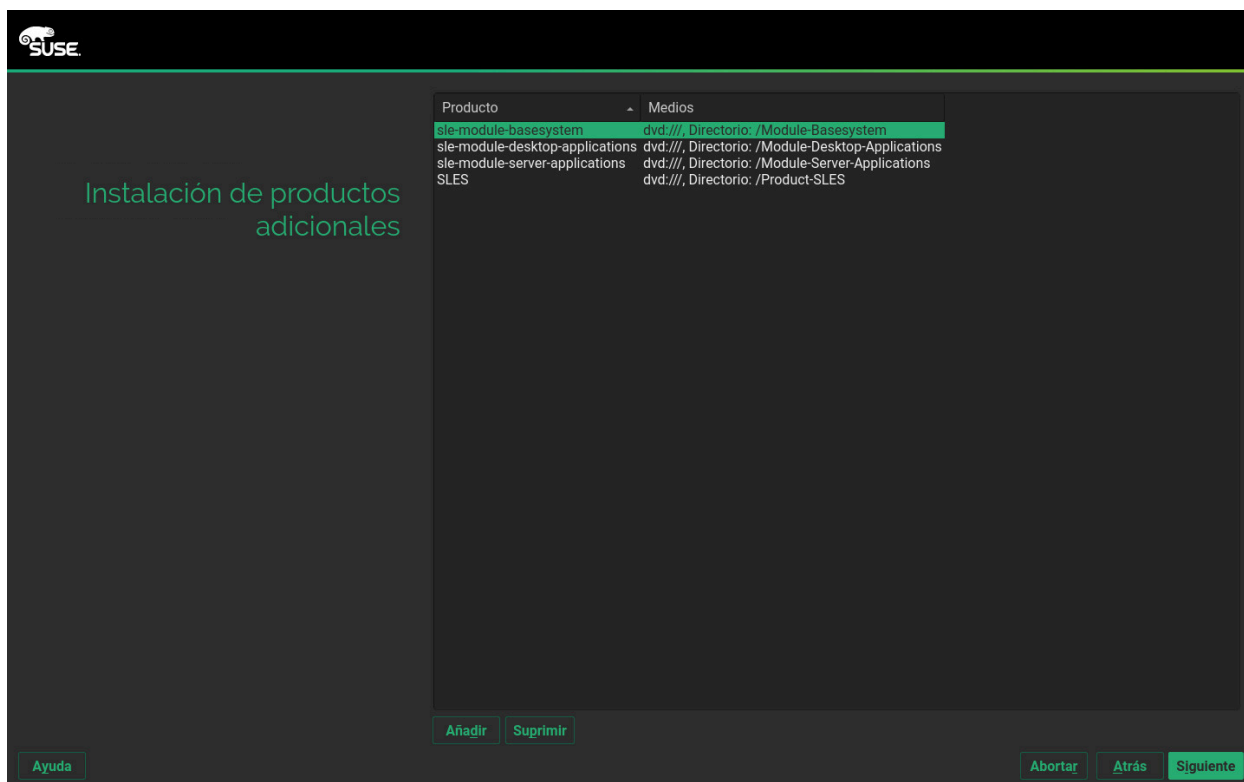 SUSE.
Instalación de productos
adicionales
Producto Medios
sle-module-basesystem dvd:///, Directorio: /Module-Basesystem
sle-module-desktop-applications dvd:///, Directorio: /Module-Desktop-Applications
sle-module-server-applications dvd:///, Directorio: /Module-Server-Applications
SLES dvd:///, Directorio: /Product-SLES
Añadir Suprimir
Ayuda Abortar Atrás Siguiente